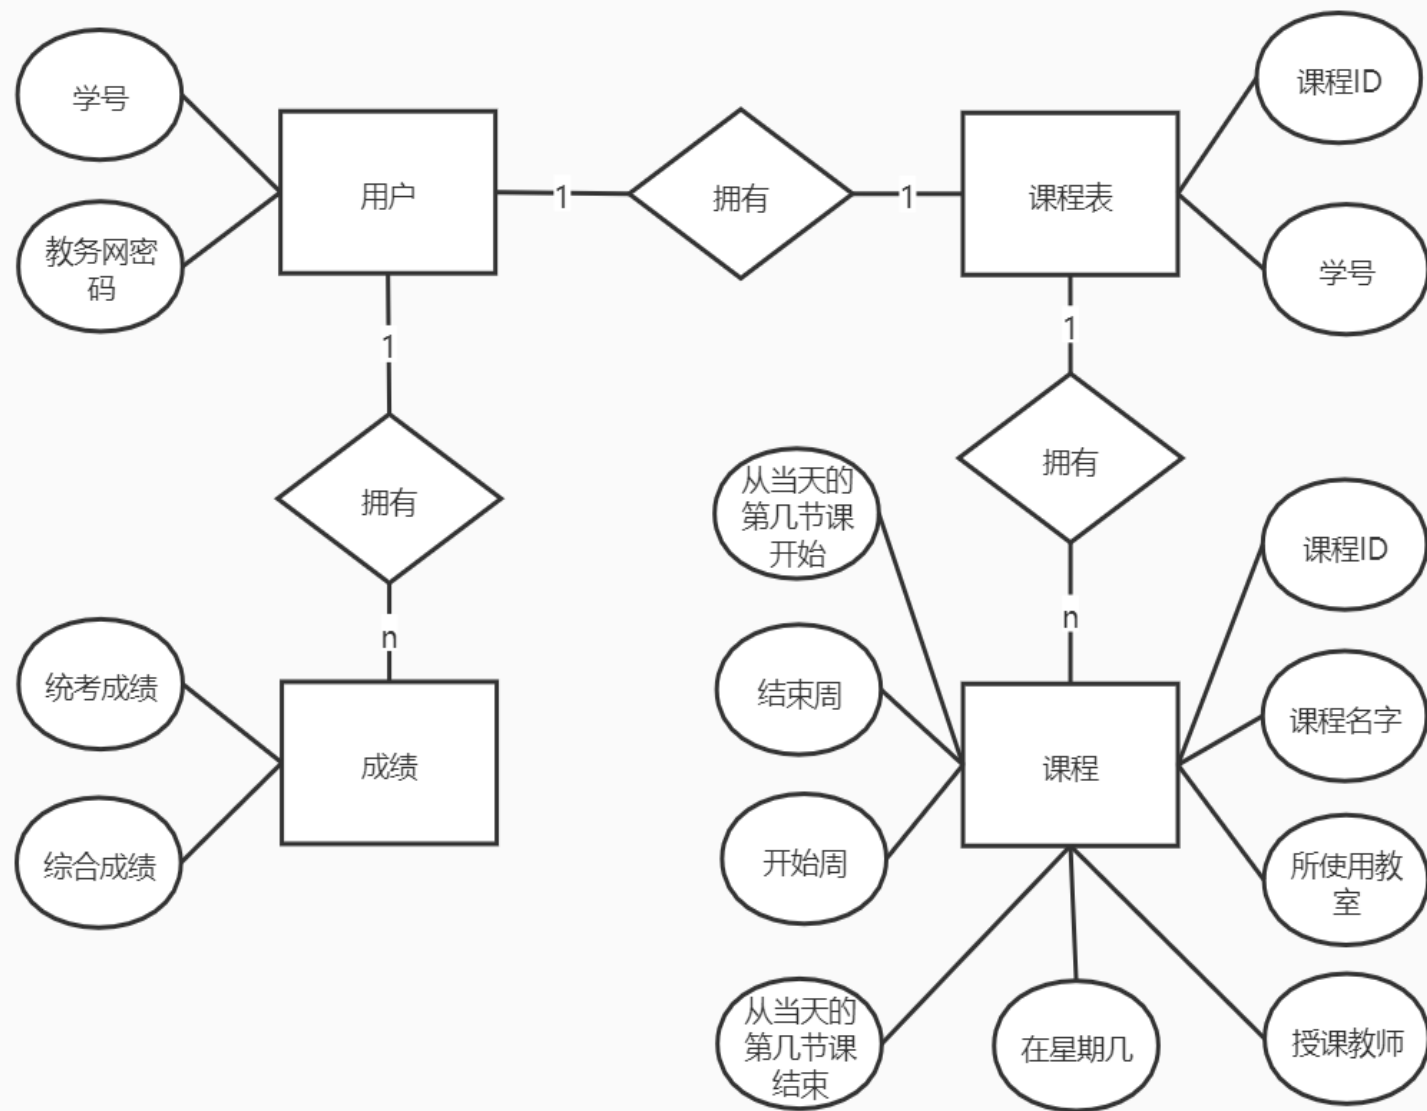 学号
用户
1
拥有
1
课程表
课程ID
教务网密
码
学号
1
1
拥有
拥有
从当天的
第几节课
开始
课程ID
n
n
统考成绩
成绩
综合成绩
结束周
课程
课程名字
开始周
所使用教
室
从当天的
第几节课
结束
在星期几
授课教师